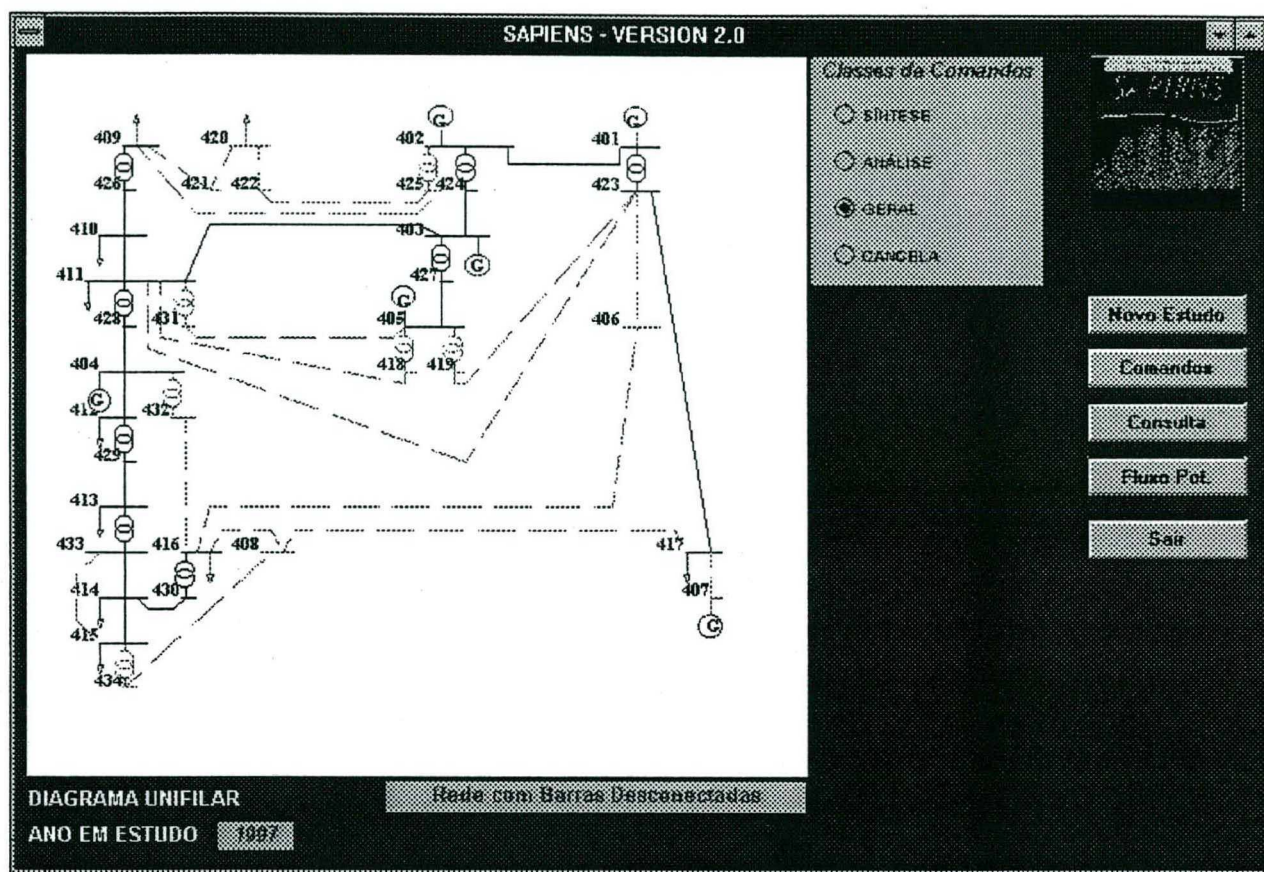 SAPIENS - VERSION 2.0
Classes de Comandos
SÍNTESE
ANÁLISE
GERAL
CANCELA
SAPIENS
Novo Estudo
Comandos
Consulta
Fluxo Pot.
Sair
G G
409 420 402 401
426 421 422 425 424 423
410 403
G
411 427
G
428 431 405 406
404 418 419
G
412 432
429
413
433 416 408 417
414 430 407
G
415
434
DIAGRAMA UNIFILAR
Rede com Barras Desconectadas
ANO EM ESTUDO 1997